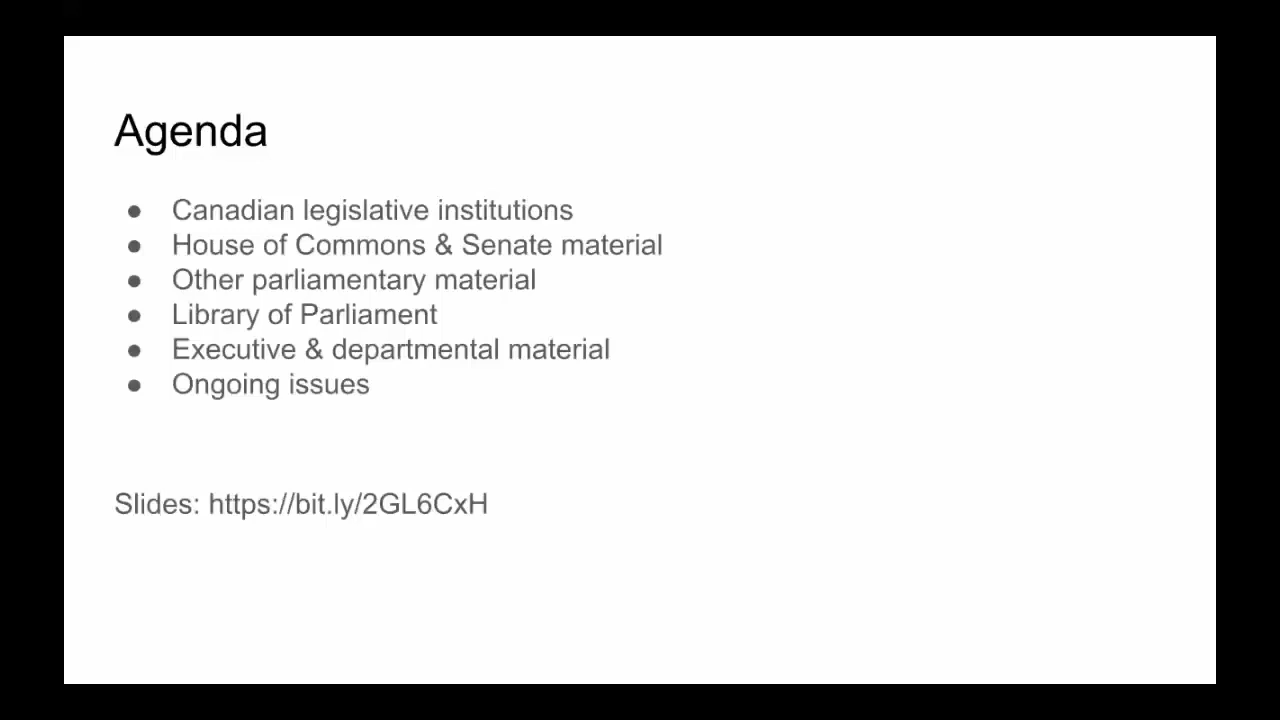 Agenda
● Canadian legislative institutions
● House of Commons & Senate material
● Other parliamentary material
● Library of Parliament
● Executive & departmental material
● Ongoing issues
Slides: https://bit.ly/2GL6CxH